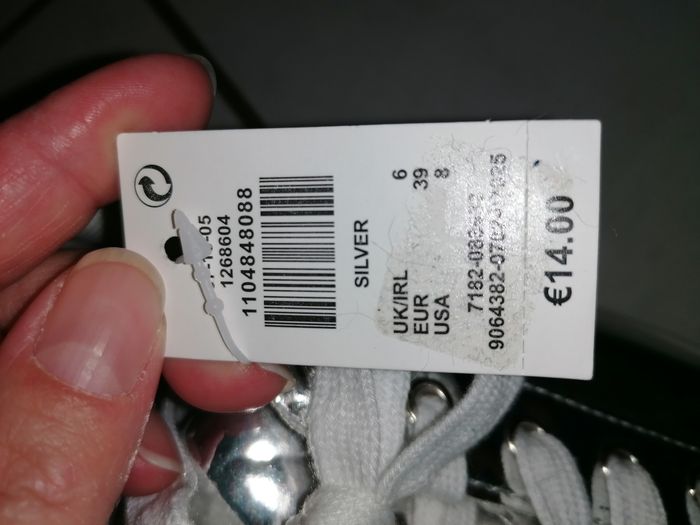 1268604
1104848088
SILVER
UK/IRL 6
EUR 39
USA 8
€14.00